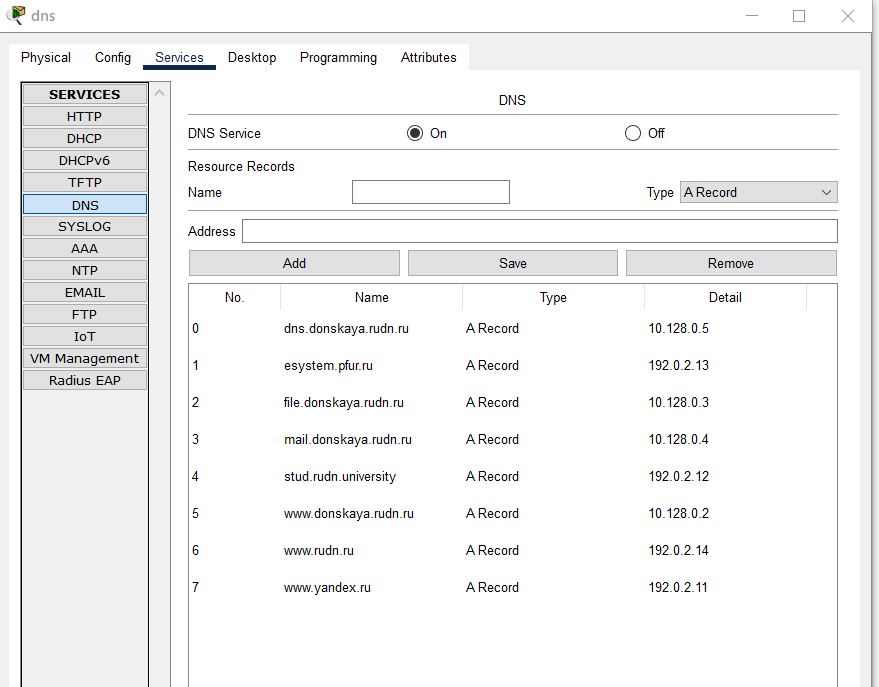 dns
Physical Config Services Desktop Programming Attributes
SERVICES
HTTP
DHCP
DHCPv6
TFTP
DNS
SYSLOG
AAA
NTP
EMAIL
FTP
IoT
VM Management
Radius EAP
DNS
DNS Service On Off
Resource Records
Name Type A Record
Address
Add Save Remove
No. Name Type Detail
0 dns.donskaya.rudn.ru A Record 10.128.0.5
1 esystem.pfur.ru A Record 192.0.2.13
2 file.donskaya.rudn.ru A Record 10.128.0.3
3 mail.donskaya.rudn.ru A Record 10.128.0.4
4 stud.rudn.university A Record 192.0.2.12
5 www.donskaya.rudn.ru A Record 10.128.0.2
6 www.rudn.ru A Record 192.0.2.14
7 www.yandex.ru A Record 192.0.2.11